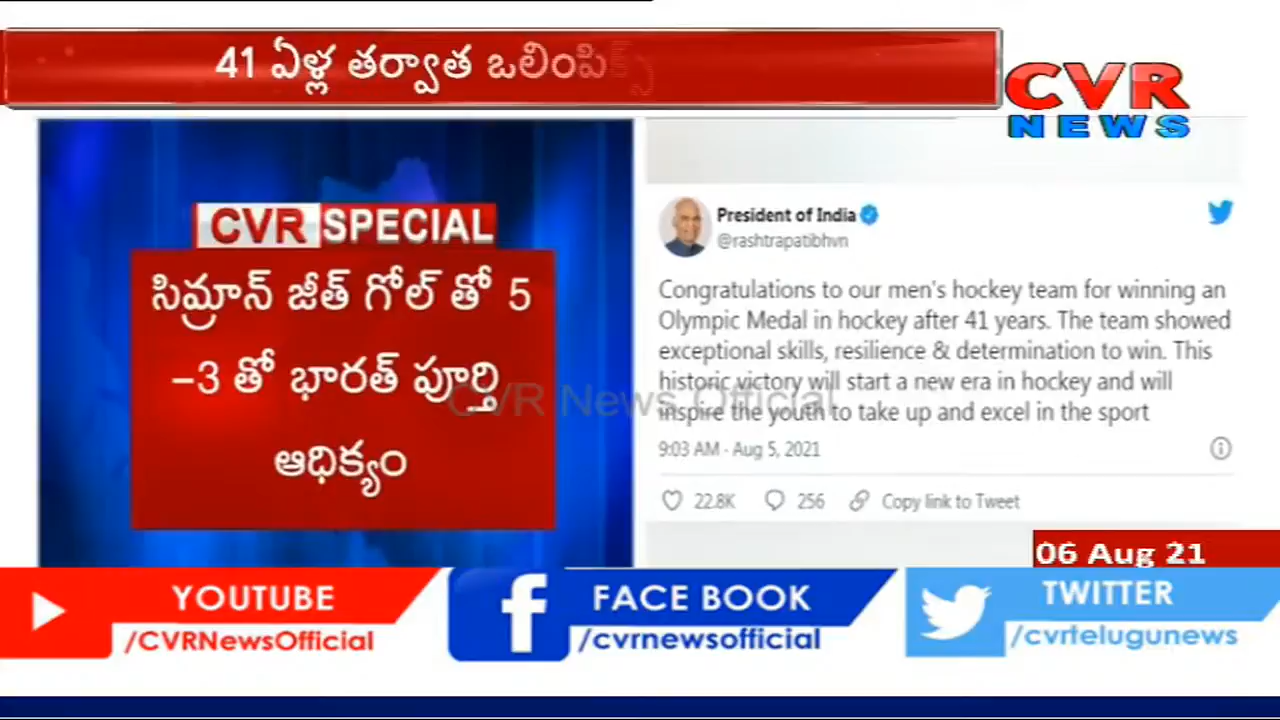 41 ఏళ్ల తర్వాత ఒలింపిక్స్
CVR
NEWS
CVR SPECIAL
సిమ్రాన్ జీత్ గోల్ తో 5
-3 తో భారత్ పూర్తి
ఆధిక్యం
President of India
@rashtrapatibhvn
Congratulations to our men's hockey team for winning an
Olympic Medal in hockey after 41 years. The team showed
exceptional skills, resilience & determination to win. This
historic victory will start a new era in hockey and will
inspire the youth to take up and excel in the sport
9:03 AM · Aug 5, 2021
22.8K 256 Copy link to Tweet
CVR News Official
06 Aug 21
YOUTUBE
/CVRNewsOfficial
FACE BOOK
/cvrnewsofficial
TWITTER
/cvrtelugunews